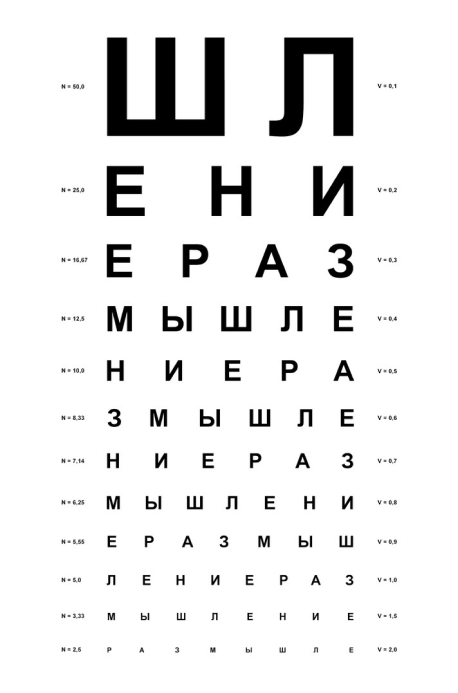 N = 50,0 Ш Л V = 0,1
N = 25,0 Е Н И V = 0,2
N = 16,67 Е Р А З V = 0,3
N = 12,5 М Ы Ш Л Е V = 0,4
N = 10,0 Н И Е Р А V = 0,5
N = 8,33 З М Ы Ш Л Е V = 0,6
N = 7,14 Н И Е Р А З V = 0,7
N = 6,25 М Ы Ш Л Е Н И V = 0,8
N = 5,55 Е Р А З М Ы Ш V = 0,9
N = 5,0 Л Е Н И Е Р А З V = 1,0
N = 3,33 М Ы Ш Л Е Н И Е V = 1,5
N = 2,5 Р А З М Ы Ш Л Е V = 2,0